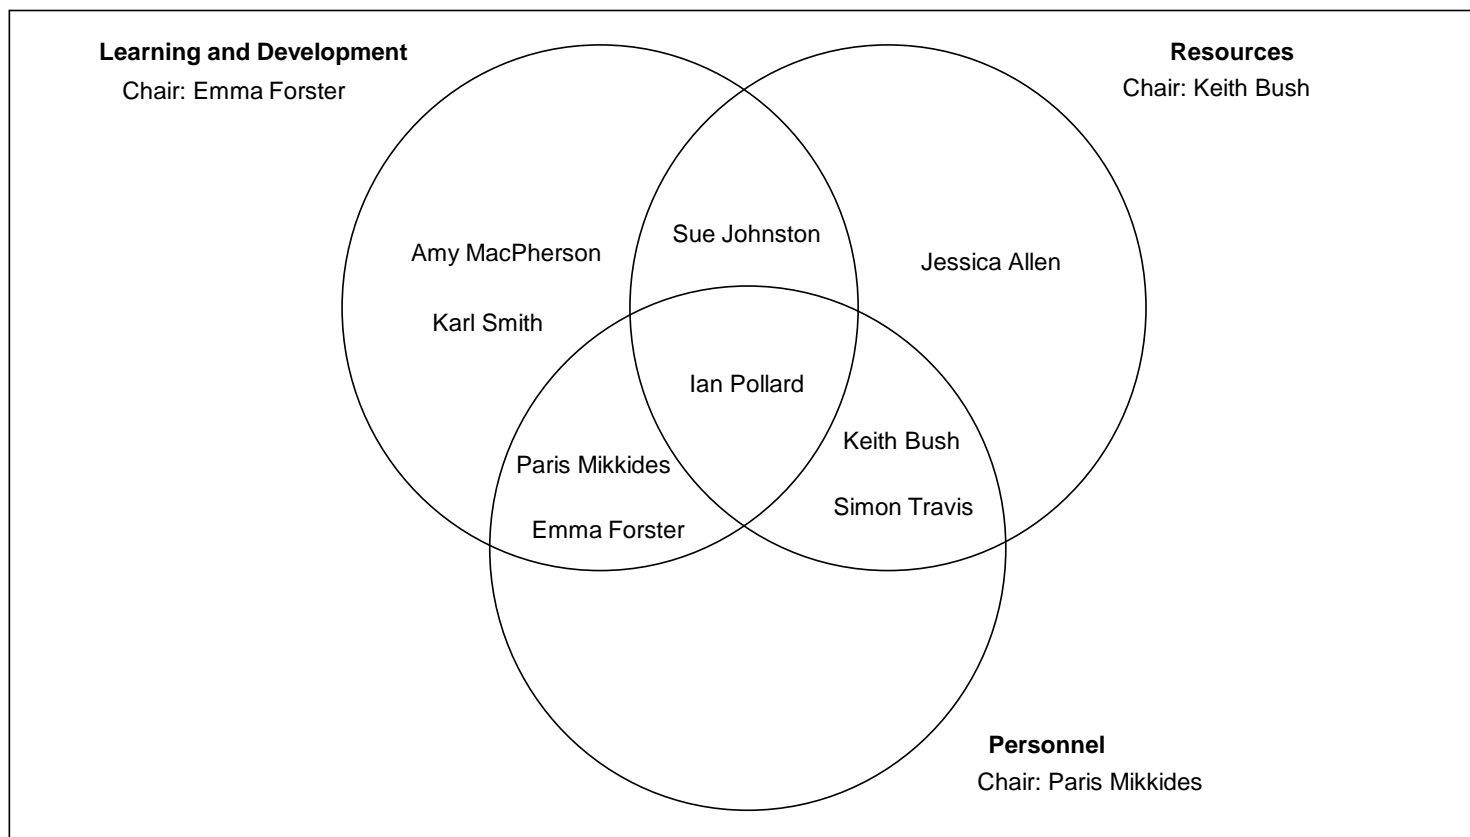 Learning and Development
Chair: Emma Forster
Resources
Chair: Keith Bush
Sue Johnston
Amy MacPherson
Jessica Allen
Karl Smith
Ian Pollard
Keith Bush
Paris Mikkides
Simon Travis
Emma Forster
Personnel
Chair: Paris Mikkides